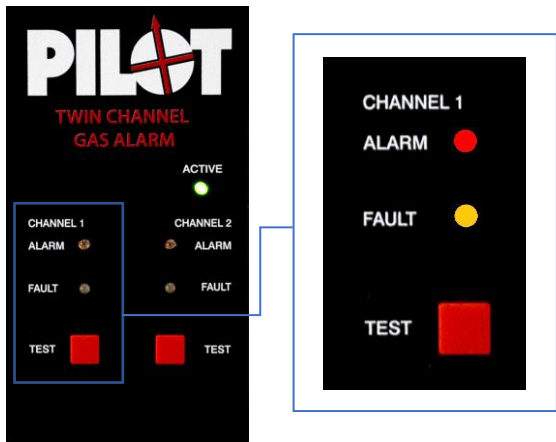 PILOT
TWIN CHANNEL
GAS ALARM
ACTIVE
CHANNEL 1
CHANNEL 2
ALARM
ALARM
FAULT
FAULT
TEST
TEST
CHANNEL 1
ALARM
FAULT
TEST